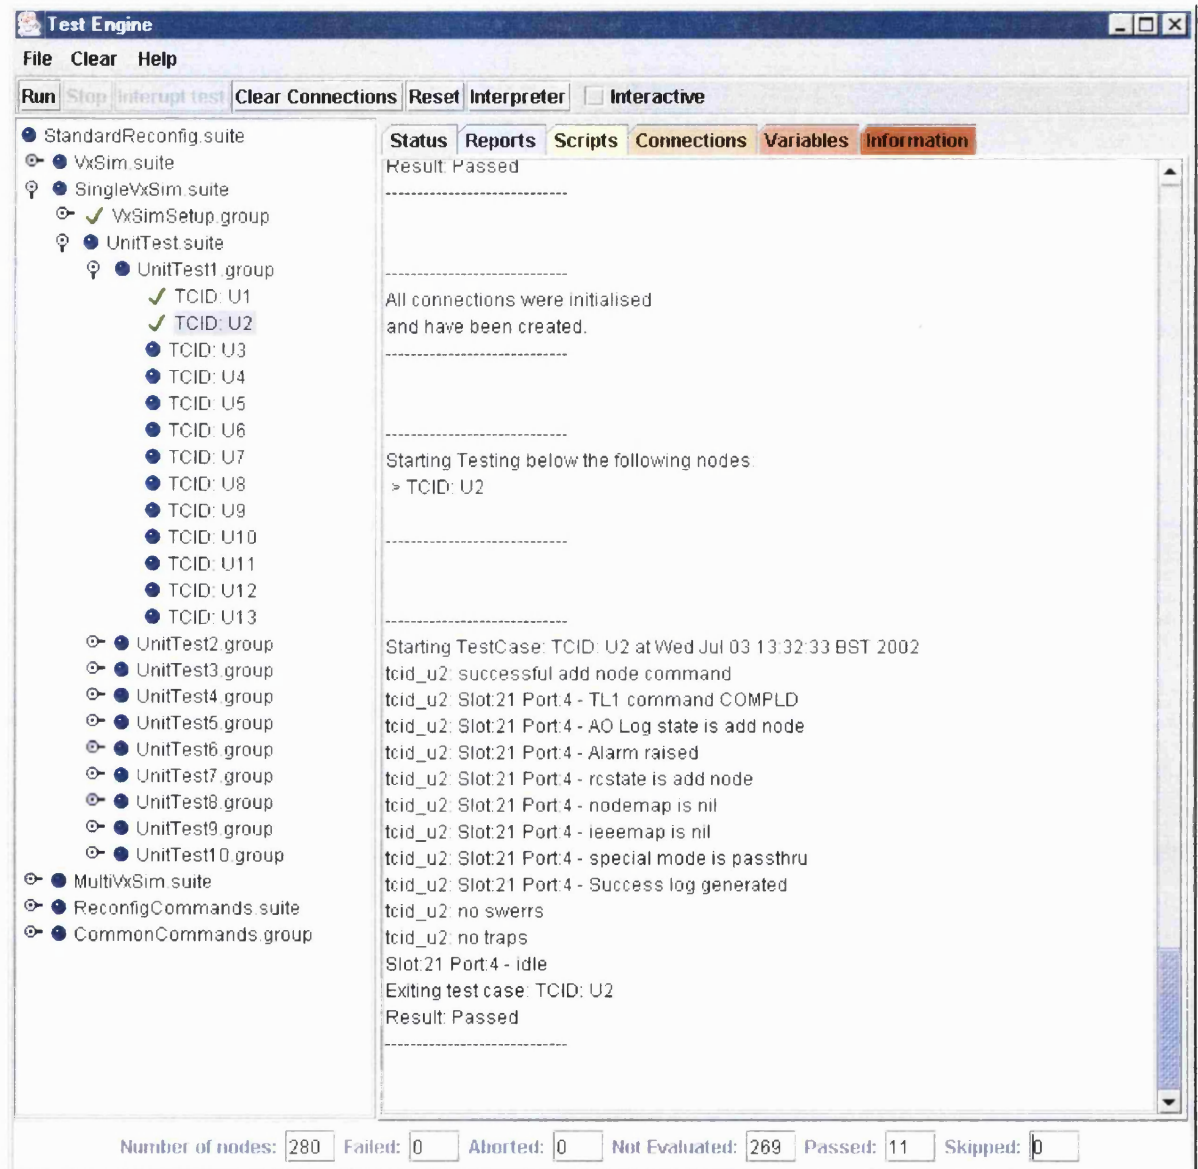 Test Engine
File Clear Help
Run Stop Interupt test Clear Connections Reset Interpreter Interactive
StandardReconfig.suite
VxSim.suite
SingleVxSim.suite
VxSimSetup.group
UnitTest.suite
UnitTest1.group
TCID: U1
TCID: U2
TCID: U3
TCID: U4
TCID: U5
TCID: U6
TCID: U7
TCID: U8
TCID: U9
TCID: U10
TCID: U11
TCID: U12
TCID: U13
UnitTest2.group
UnitTest3.group
UnitTest4.group
UnitTest5.group
UnitTest6.group
UnitTest7.group
UnitTest8.group
UnitTest9.group
UnitTest10.group
MultiVxSim.suite
ReconfigCommands.suite
CommonCommands.group
Status Reports Scripts Connections Variables Information
Result: Passed
----------------------------
----------------------------
All connections were initialised
and have been created.
----------------------------
----------------------------
Starting Testing below the following nodes:
> TCID: U2
----------------------------
----------------------------
Starting TestCase: TCID: U2 at Wed Jul 03 13:32:33 BST 2002
tcid_u2: successful add node command
tcid_u2: Slot:21 Port:4 - TL1 command COMPLD
tcid_u2: Slot:21 Port:4 - AO Log state is add node
tcid_u2: Slot:21 Port:4 - Alarm raised
tcid_u2: Slot:21 Port:4 - rcstate is add node
tcid_u2: Slot:21 Port:4 - nodemap is nil
tcid_u2: Slot:21 Port:4 - ieeemap is nil
tcid_u2: Slot:21 Port:4 - special mode is passthru
tcid_u2: Slot:21 Port:4 - Success log generated
tcid_u2: no swerrs
tcid_u2: no traps
Slot:21 Port:4 - idle
Exiting test case: TCID: U2
Result: Passed
----------------------------
Number of nodes: 280 Failed: 0 Aborted: 0 Not Evaluated: 269 Passed: 11 Skipped: 0